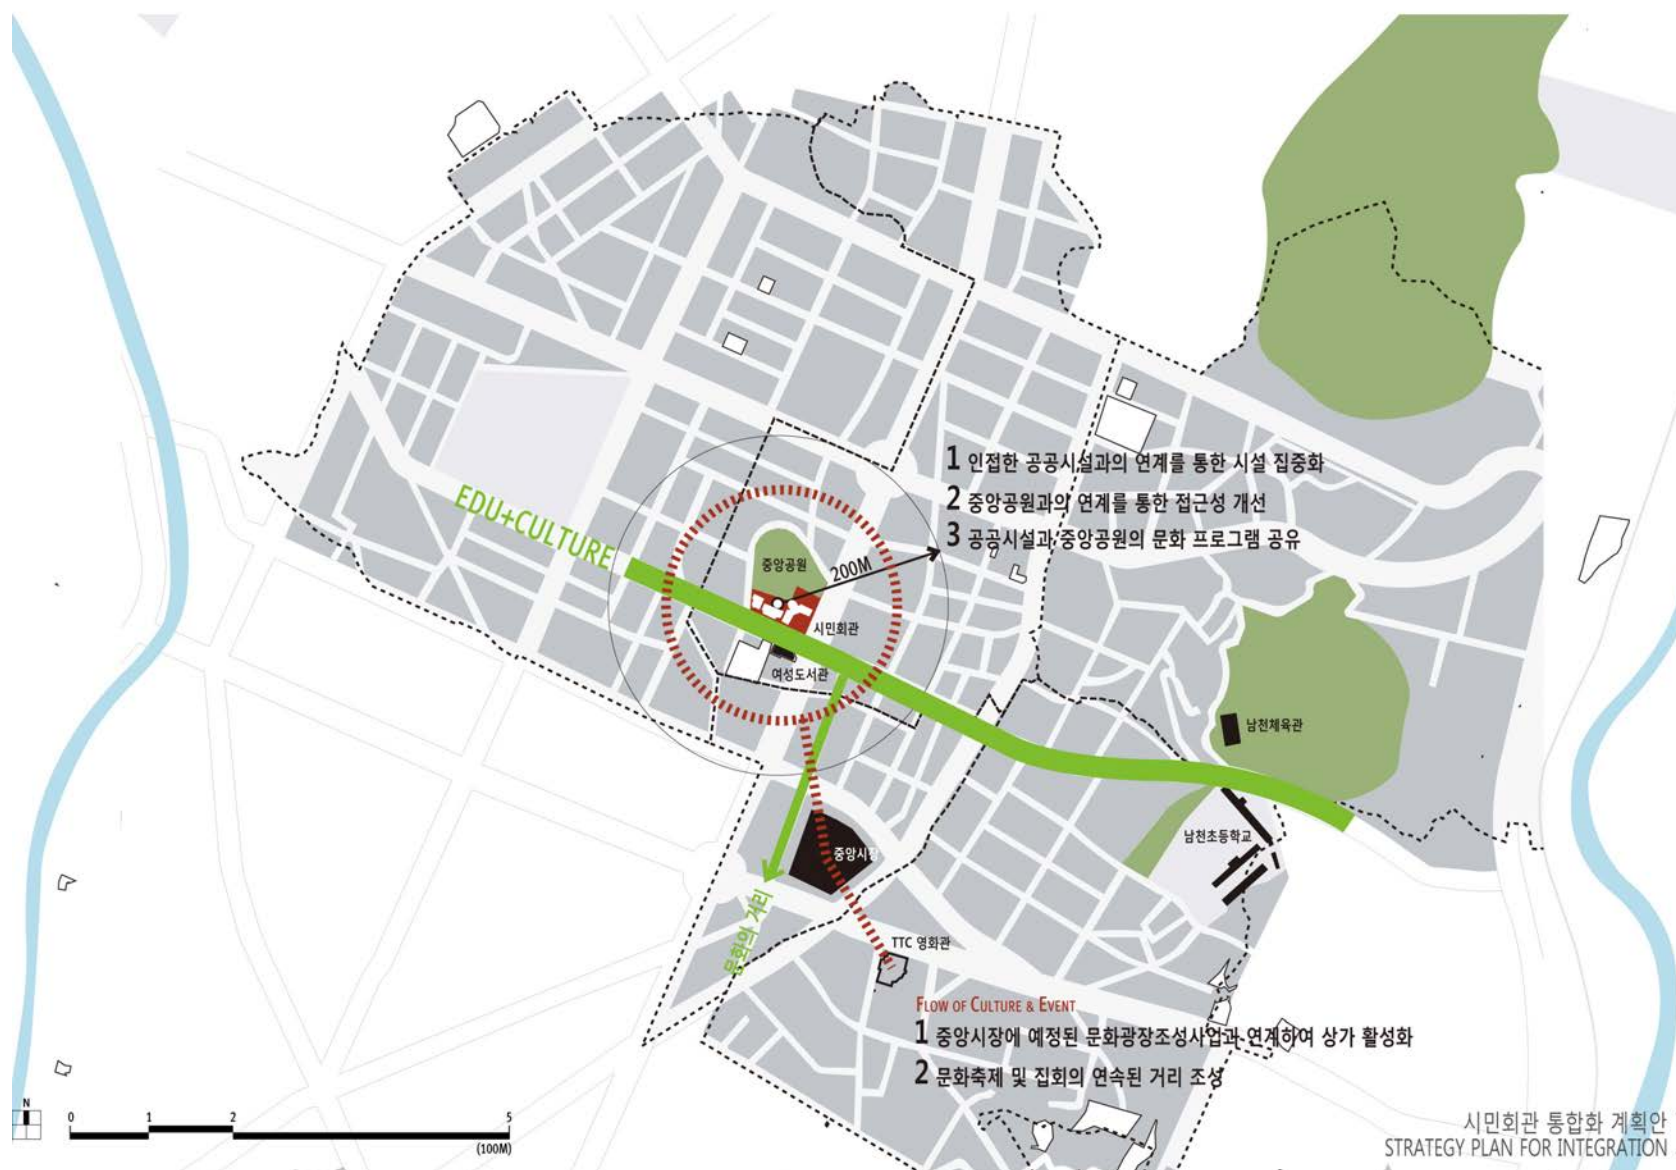 1 인접한 공공시설과의 연계를 통한 시설 집중화
2 중앙공원과의 연계를 통한 접근성 개선
3 공공시설과 중앙공원의 문화 프로그램 공유
EDU+CULTURE
중앙공원
200M
시민회관
여성도서관
남천체육관
남천초등학교
중앙시장
문화의 거리
TTC 영화관
FLOW OF CULTURE & EVENT
1 중앙시장에 예정된 문화광장조성사업과 연계하여 상가 활성화
2 문화축제 및 집회의 연속된 거리 조성
N
0 1 2 5
(100M)
시민회관 통합화 계획안
STRATEGY PLAN FOR INTEGRATION